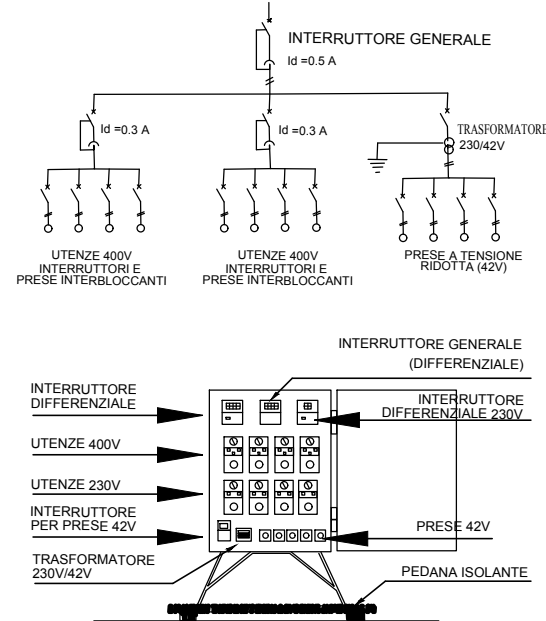 INTERRUTTORE GENERALE
Id =0.5 A
Id =0.3 A
Id =0.3 A
TRASFORMATORE
230/42V
UTENZE 400V
INTERRUTTORI E
PRESE INTERBLOCCANTI
UTENZE 400V
INTERRUTTORI E
PRESE INTERBLOCCANTI
PRESE A TENSIONE
RIDOTTA (42V)
INTERRUTTORE GENERALE
(DIFFERENZIALE)
INTERRUTTORE
DIFFERENZIALE
INTERRUTTORE
DIFFERENZIALE 230V
UTENZE 400V
UTENZE 230V
INTERRUTTORE
PER PRESE 42V
PRESE 42V
TRASFORMATORE
230V/42V
PEDANA ISOLANTE